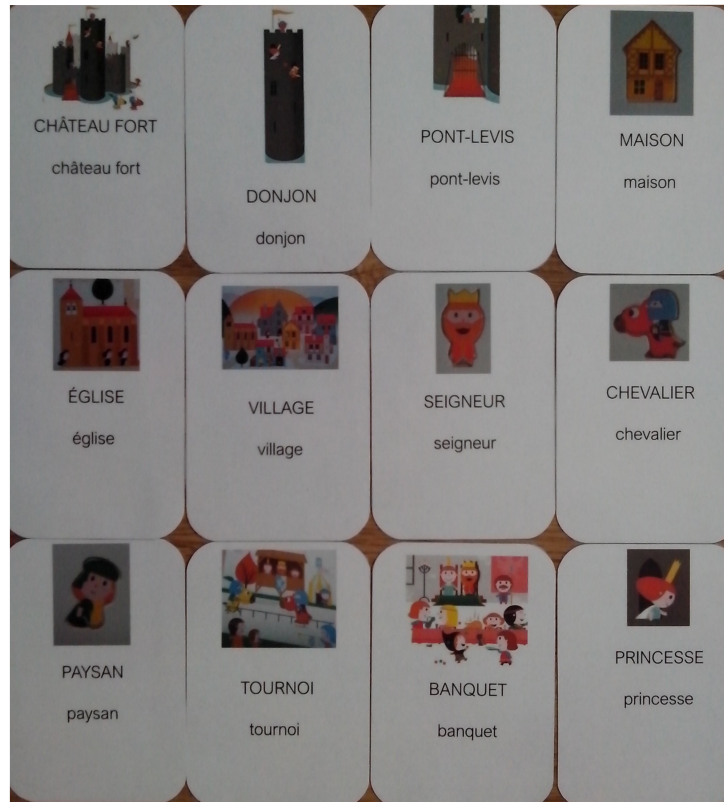 CHÂTEAU FORT
château fort
DONJON
donjon
PONT-LEVIS
pont-levis
MAISON
maison
ÉGLISE
église
VILLAGE
village
SEIGNEUR
seigneur
CHEVALIER
chevalier
PAYSAN
paysan
TOURNOI
tournoi
BANQUET
banquet
PRINCESSE
princesse